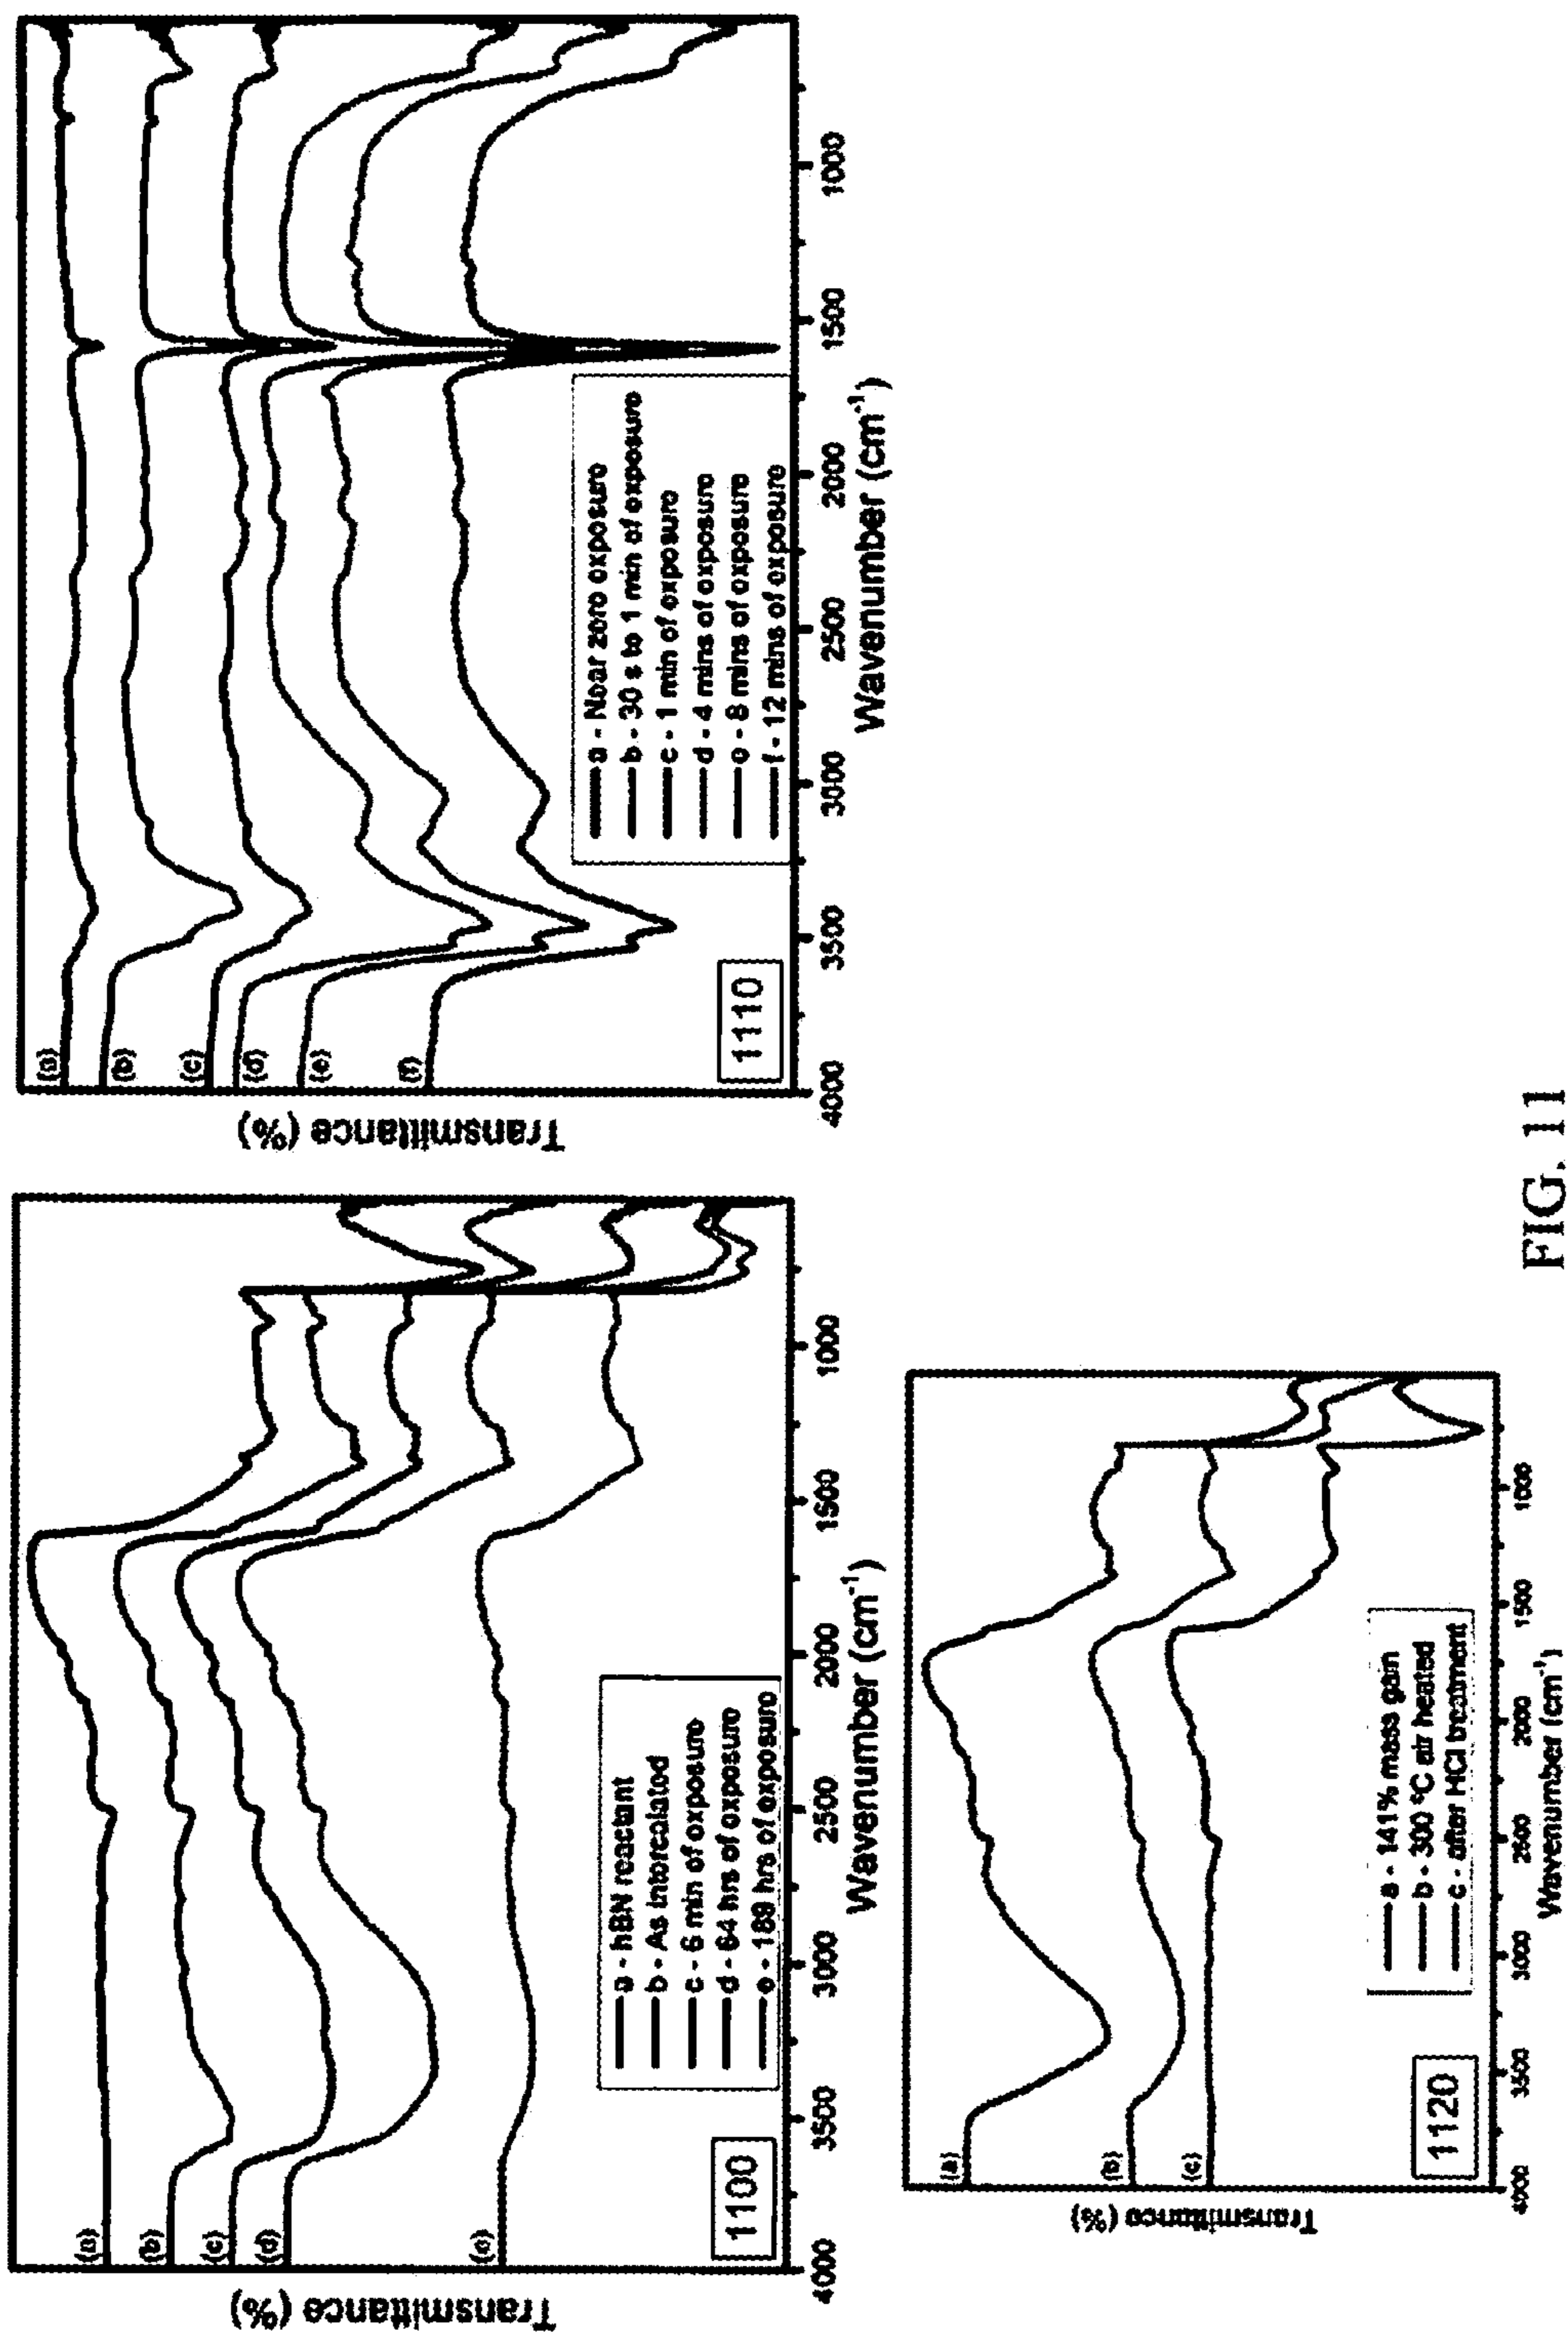 Transmittance (%)
(a)
(b)
(c)
(d)
(e)
a - hBN reactant
b - As intercalated
c - 6 min of exposure
d - 64 hrs of exposure
e - 189 hrs of exposure
1100
4000 3500 3000 2500 2000 1500 1000
Wavenumber (cm⁻¹)
Transmittance (%)
(a)
(b)
(c)
(d)
(e)
(f)
a - Near zero exposure
b - 30 s to 1 min of exposure
c - 1 min of exposure
d - 4 mins of exposure
e - 8 mins of exposure
f - 12 mins of exposure
1110
4000 3500 3000 2500 2000 1500 1000
Wavenumber (cm⁻¹)
Transmittance (%)
(a)
(b)
(c)
a - 141% mass gain
b - 300 °C air heated
c - after HCl treatment
1120
4000 3500 3000 2500 2000 1500 1000
Wavenumber (cm⁻¹)
FIG. 11